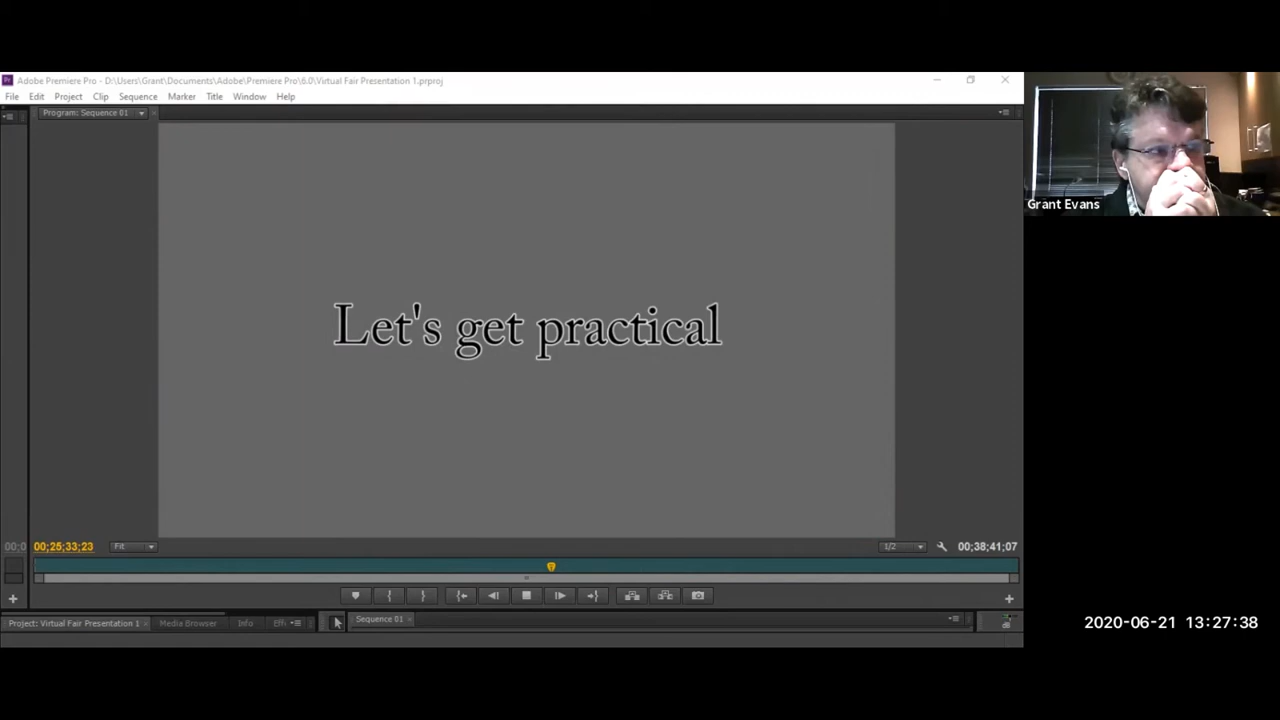 Adobe Premiere Pro - D:\Users\Grant\Documents\Adobe\Premiere Pro\6.0\Virtual Fair Presentation 1.prproj
File Edit Project Clip Sequence Marker Title Window Help
Program: Sequence 01
Grant Evans
Let's get practical
00;0 00;25;33;23 Fit 1/2 00;38;41;07
Project: Virtual Fair Presentation 1 Media Browser Info Eff Sequence 01
2020-06-21 13:27:38